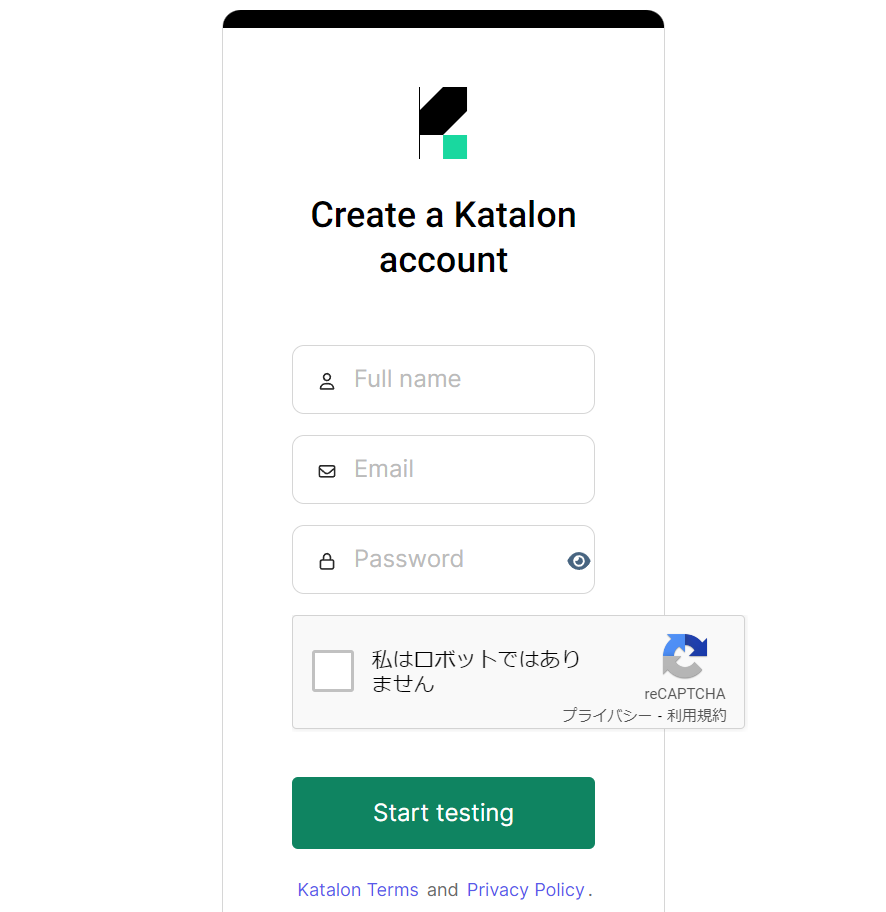 Create a Katalon
account
Full name
Email
Password
私はロボットではあり
ません
reCAPTCHA
プライバシー - 利用規約
Start testing
Katalon Terms and Privacy Policy.